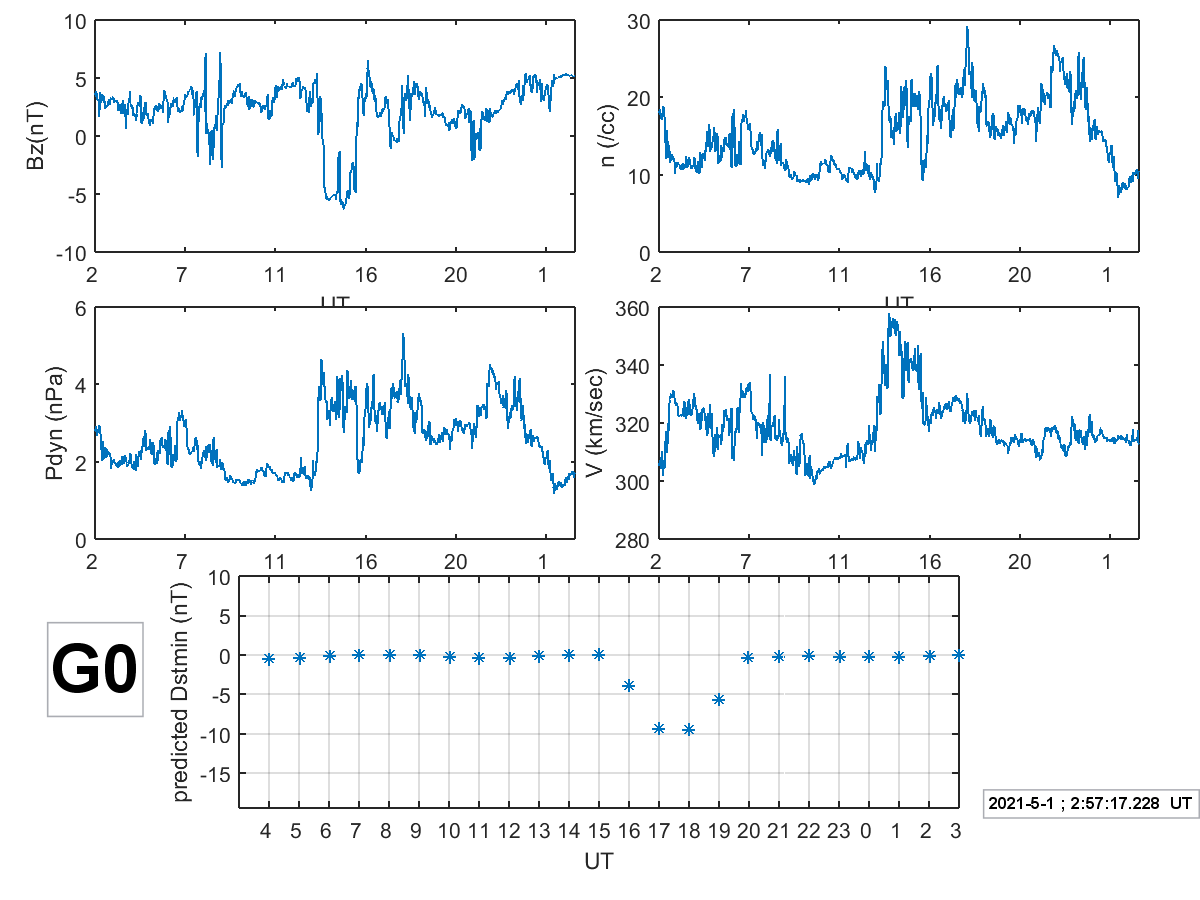 10
5
0
-5
-10
Bz(nT)
2 7 11 16 20 1
UT
30
20
10
0
n (/cc)
2 7 11 16 20 1
UT
6
4
2
0
Pdyn (nPa)
2 7 11 16 20 1
360
340
320
300
280
V (km/sec)
2 7 11 16 20 1
G0
10
5
0
-5
-10
-15
predicted Dstmin (nT)
4 5 6 7 8 9 10 11 12 13 14 15 16 17 18 19 20 21 22 23 0 1 2 3
UT
2021-5-1 ; 2:57:17.228 UT